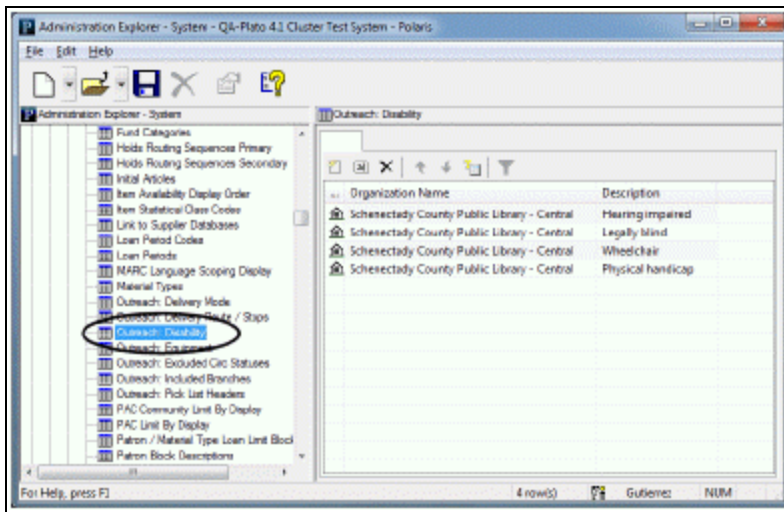 Administration Explorer - System - QA-Plato 4.1 Cluster Test System - Polaris
File Edit Help
Administration Explorer - System
Outreach: Disability
Fund Categories
Holds Routing Sequences Primary
Holds Routing Sequences Secondary
Initial Articles
Item Availability Display Order
Item Statistical Class Codes
Link to Supplier Databases
Loan Period Codes
Loan Periods
MARC Language Scoping Display
Material Types
Outreach: Delivery Mode
Outreach: Delivery Route / Stops
Outreach: Disability
Outreach: Equipment
Outreach: Excluded Circ Statuses
Outreach: Included Branches
Outreach: Pick List Headers
PAC Community Limit By Display
PAC Limit By Display
Patron / Material Type Loan Limit Block
Patron Block Descriptions
Organization Name Description
Schenectady County Public Library - Central Hearing impaired
Schenectady County Public Library - Central Legally blind
Schenectady County Public Library - Central Wheelchair
Schenectady County Public Library - Central Physical handicap
For Help, press F1
4 row(s) Gutierrez NUM